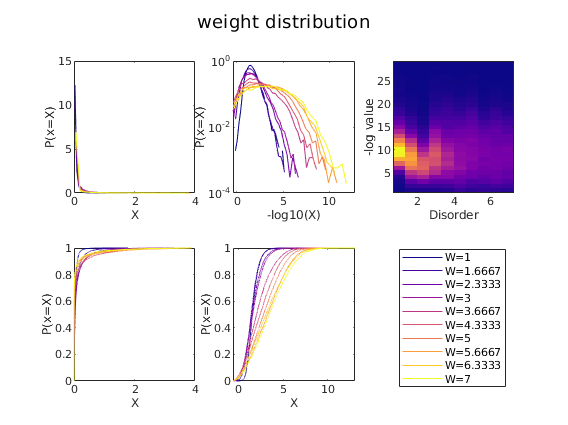 weight distribution
15
10
5
0
P(x=X)
0
2
4
X
10^0
10^-2
10^-4
P(x=X)
0
5
10
-log10(X)
25
20
15
10
5
-log value
2
4
6
Disorder
1
0.8
0.6
0.4
0.2
0
P(x=X)
0
2
4
X
1
0.8
0.6
0.4
0.2
0
P(x=X)
0
5
10
X
W=1
W=1.6667
W=2.3333
W=3
W=3.6667
W=4.3333
W=5
W=5.6667
W=6.3333
W=7